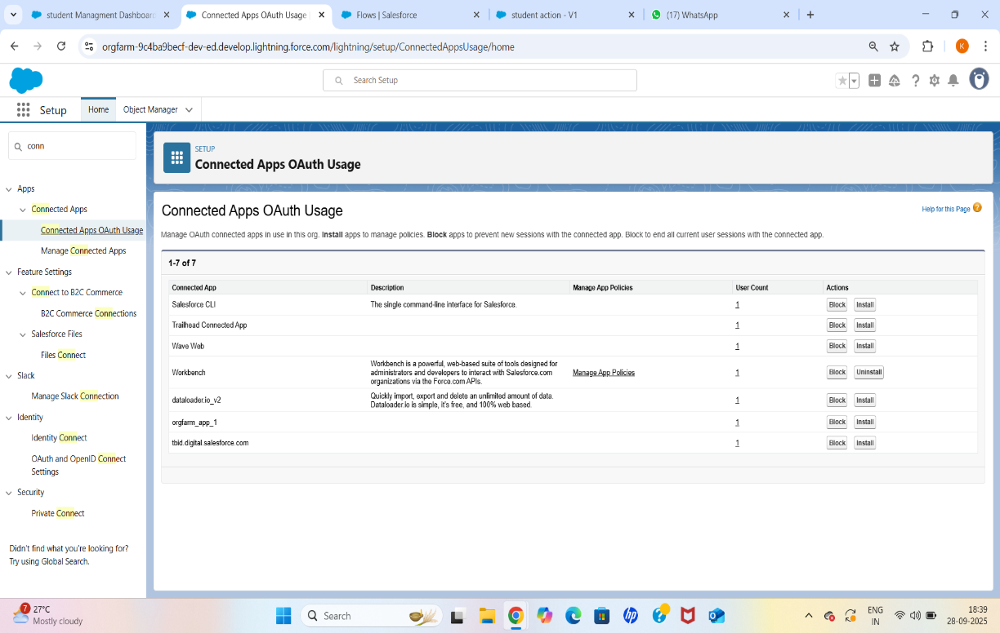 student Managment Dashboard
Connected Apps OAuth Usage
Flows | Salesforce
student action - V1
(17) WhatsApp
orgfarm-9c4ba9becf-dev-ed.develop.lightning.force.com/lightning/setup/ConnectedAppsUsage/home
K
Search Setup
Setup
Home
Object Manager
conn
Apps
Connected Apps
Connected Apps OAuth Usage
Manage Connected Apps
Feature Settings
Connect to B2C Commerce
B2C Commerce Connections
Salesforce Files
Files Connect
Slack
Manage Slack Connection
Identity
Identity Connect
OAuth and OpenID Connect
Settings
Security
Private Connect
Didn't find what you're looking for?
Try using Global Search.
SETUP
Connected Apps OAuth Usage
Connected Apps OAuth Usage
Help for this Page ?
Manage OAuth connected apps in use in this org. Install apps to manage policies. Block apps to prevent new sessions with the connected app. Block to end all current user sessions with the connected app.
1-7 of 7
Connected App Description Manage App Policies User Count Actions
Salesforce CLI The single command-line interface for Salesforce. 1 Block Install
Trailhead Connected App 1 Block Install
Wave Web 1 Block Install
Workbench is a powerful, web-based suite of tools designed for
Workbench administrators and developers to interact with Salesforce.com Manage App Policies 1 Block Uninstall
organizations via the Force.com APIs.
dataloader.io_v2 Quickly import, export and delete an unlimited amount of data. 1 Block Install
Dataloader.io is simple, it's free, and 100% web based.
orgfarm_app_1 1 Block Install
tbid.digital.salesforce.com 1 Block Install
7
27°C
Mostly cloudy
Search
ENG
IN
18:39
28-09-2025